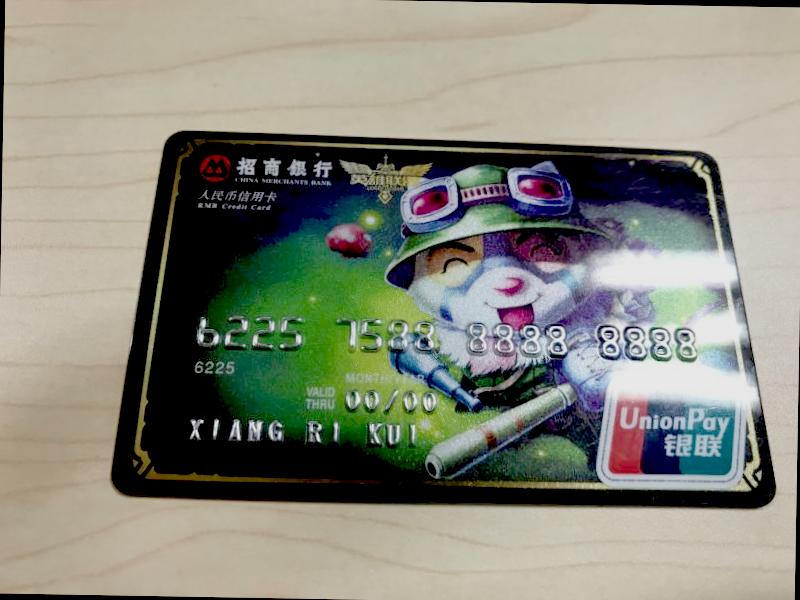 招商银行
CHINA MERCHANTS BANK
人民币信用卡
RMB Credit Card
英雄联盟
6225 7588 8888 8888
6225
MONTH/YEAR
VALID THRU 00/00
XIANG RI KUI
UnionPay
银联